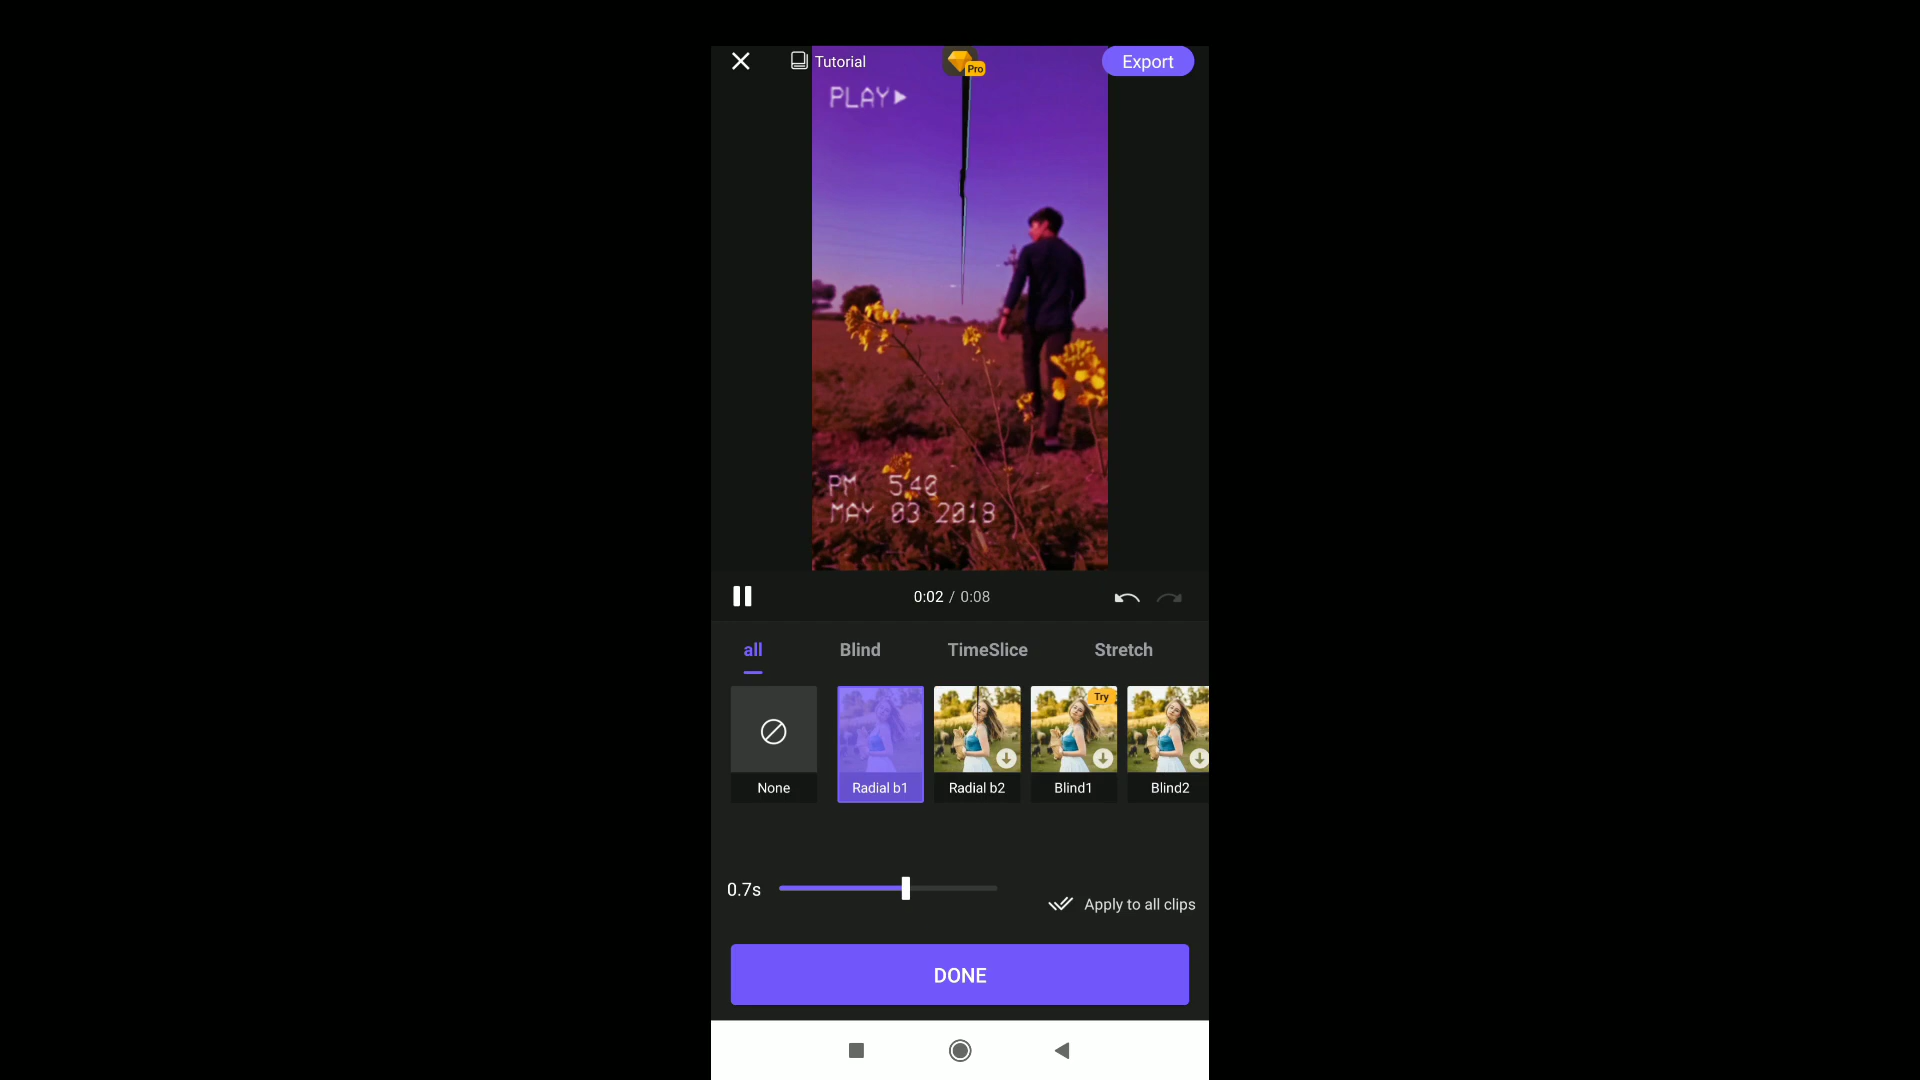 Tutorial
Pro
Export
PLAY
PM 5:40
MAY 03 2018
0:02 / 0:08
all Blind TimeSlice Stretch
Try
None Radial b1 Radial b2 Blind1 Blind2
0.7s
Apply to all clips
DONE